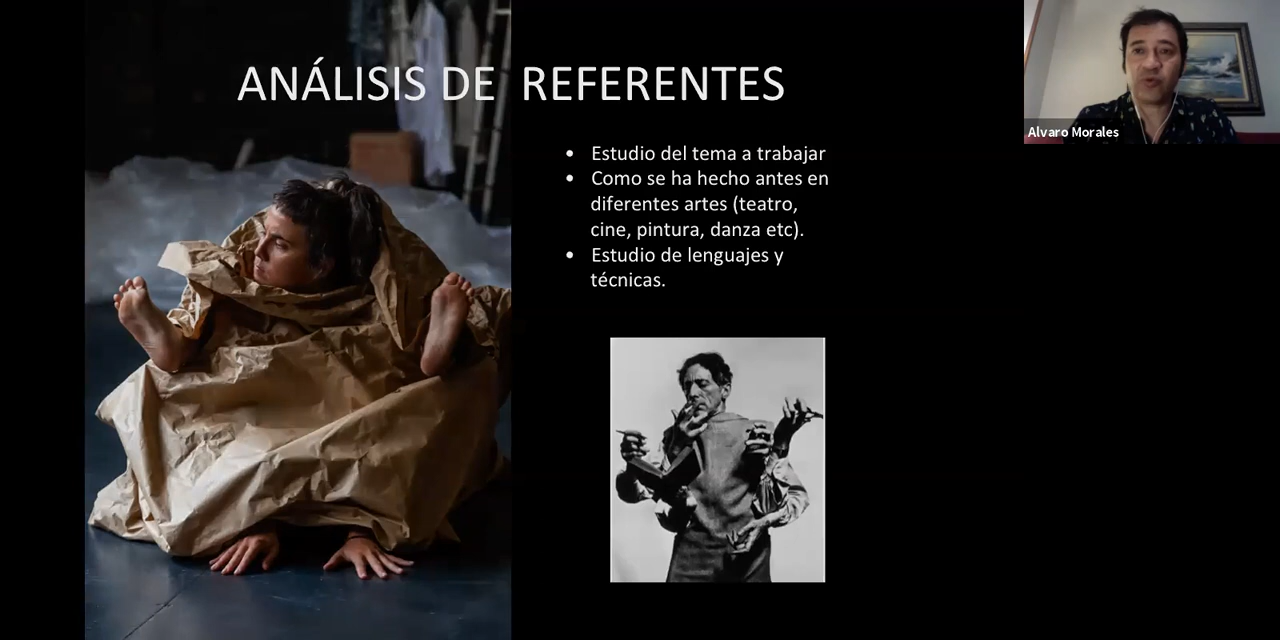 ANÁLISIS DE REFERENTES
• Estudio del tema a trabajar
• Como se ha hecho antes en
diferentes artes (teatro,
cine, pintura, danza etc).
• Estudio de lenguajes y
técnicas.
Alvaro Morales